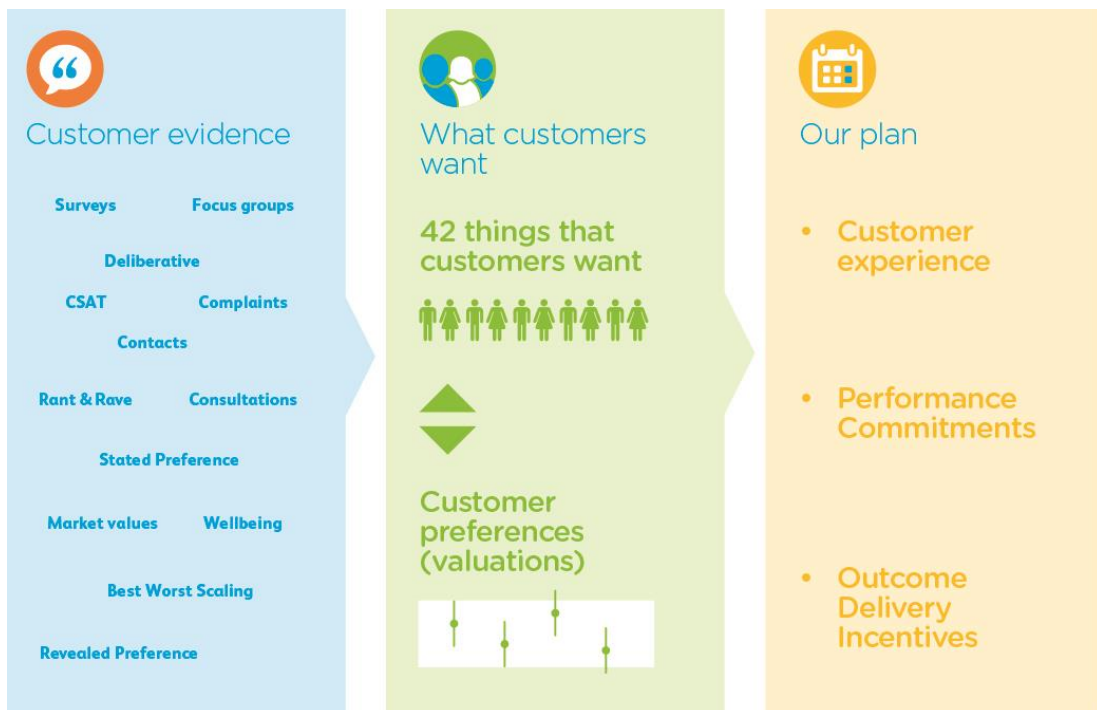 Customer evidence
Surveys
Focus groups
Deliberative
CSAT
Complaints
Contacts
Rant & Rave
Consultations
Stated Preference
Market values
Wellbeing
Best Worst Scaling
Revealed Preference
What customers
want
42 things that
customers want
Customer
preferences
(valuations)
Our plan
• Customer
experience
• Performance
Commitments
• Outcome
Delivery
Incentives